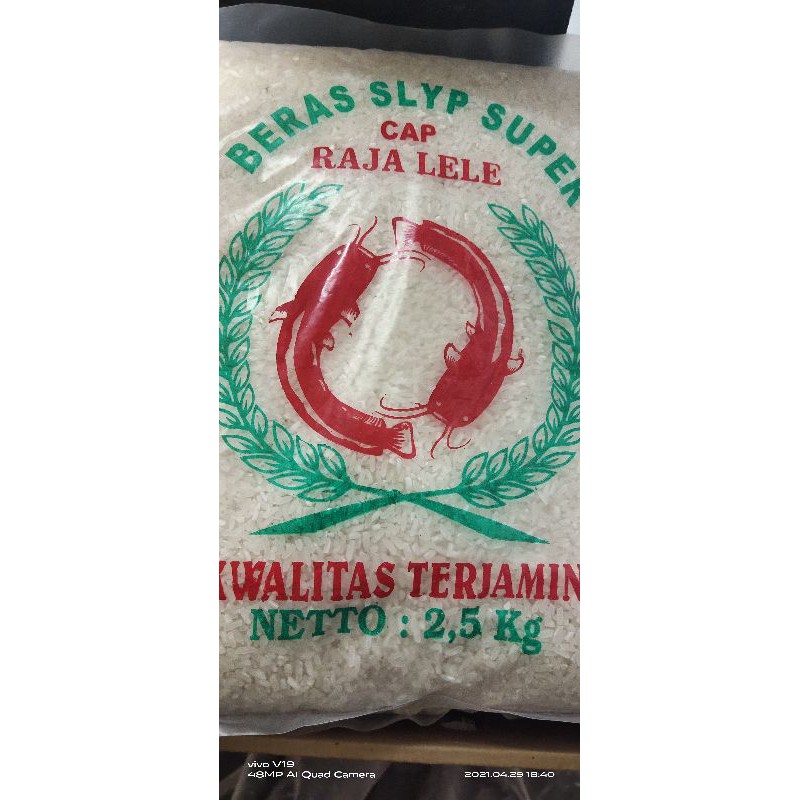 BERAS SLYP SUPER
CAP
RAJA LELE
KWALITAS TERJAMIN
NETTO : 2,5 Kg
vivo V19
48MP AI Quad Camera
2021.04.29 18:40